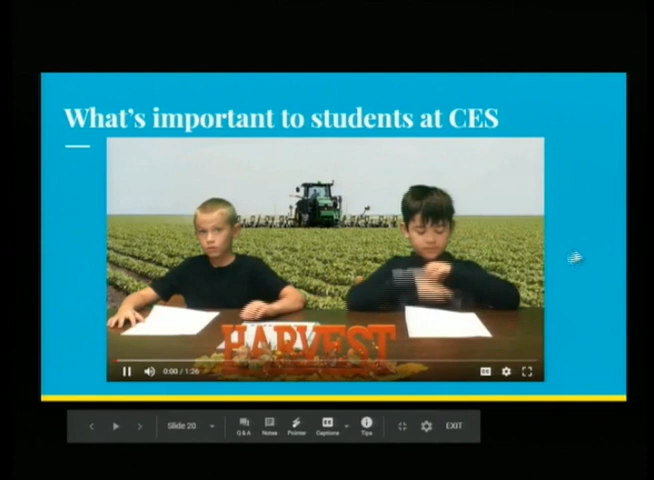 What's important to students at CES
HARVEST
0:00 / 1:26
Slide 20
Q & A
Notes
Pointer
Captions
Tips
EXIT